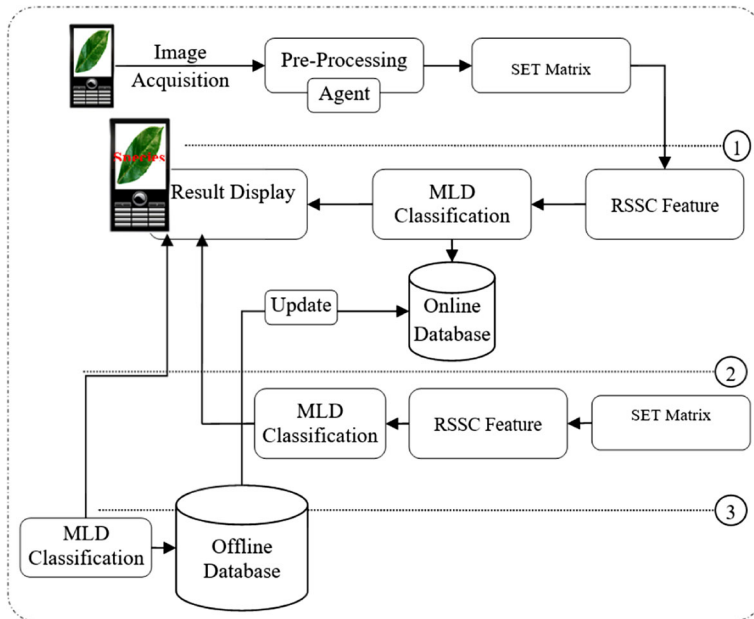 Image
Acquisition
Pre-Processing
Agent
SET Matrix
1
Species
Result Display
MLD
Classification
RSSC Feature
Update
Online
Database
2
MLD
Classification
RSSC Feature
SET Matrix
3
MLD
Classification
Offline
Database